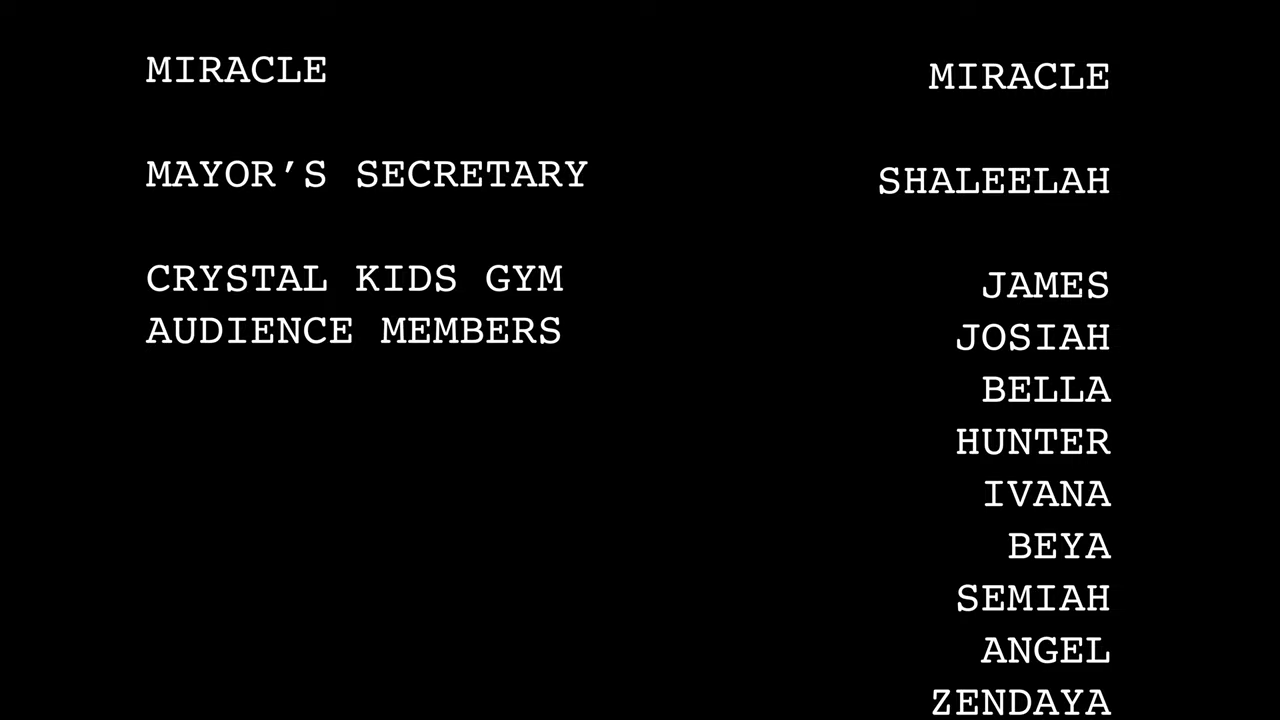 MIRACLE MIRACLE
MAYOR’S SECRETARY SHALEELAH
CRYSTAL KIDS GYM JAMES
AUDIENCE MEMBERS JOSIAH
BELLA
HUNTER
IVANA
BEYA
SEMIAH
ANGEL
ZENDAYA